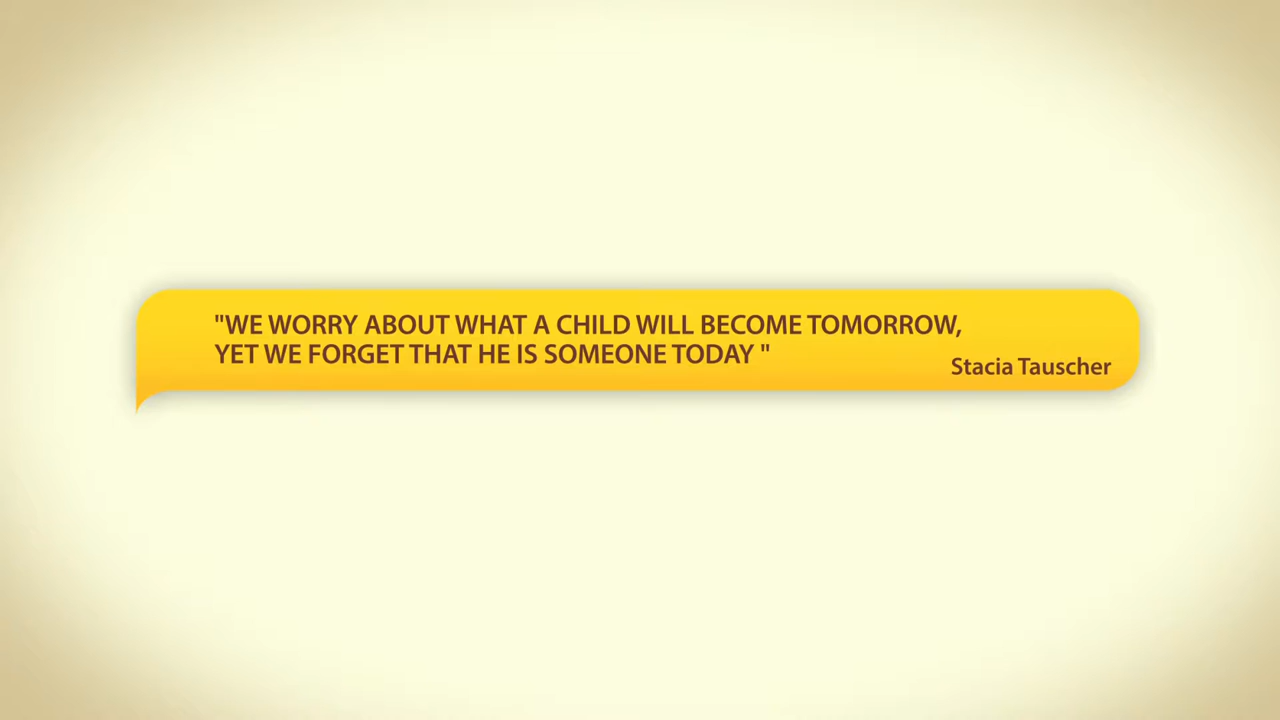 "WE WORRY ABOUT WHAT A CHILD WILL BECOME TOMORROW,
YET WE FORGET THAT HE IS SOMEONE TODAY "
Stacia Tauscher